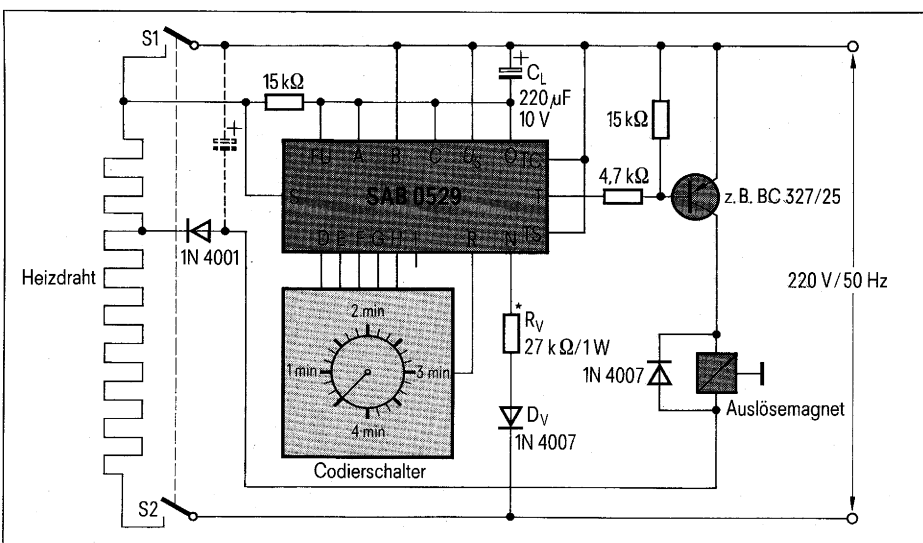 S1
15 kΩ
+
+
C_L
220 µF
10 V
15 kΩ
FLJ A B C U_S O TC
S SAB 0529 T
4,7 kΩ
z. B. BC 327/25
D E F G H I R N TS
1N 4001
Heizdraht
220 V/50 Hz
2 min
1 min 3 min
4 min
* R_V
27 kΩ/1 W
1N 4007
Auslösemagnet
D_V
1N 4007
Codierschalter
S2